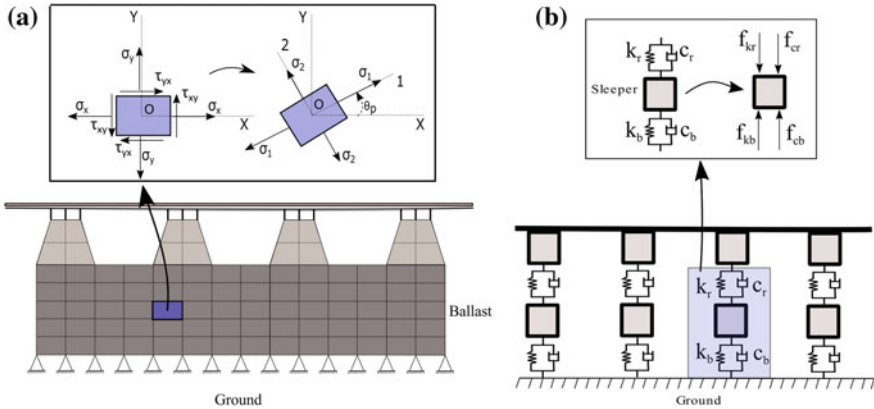 (a)
Y
σy
τyx
τxy
σx
O
σx
X
τxy
τyx
σy
Y
2
σ2
σ1
1
O
θp
X
σ1
σ2
Ballast
Ground
(b)
kr
cr
Sleeper
kb
cb
fkr
fcr
fkb
fcb
kr
cr
kb
cb
Ground